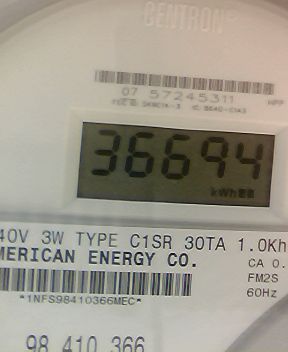 CENTRON®
07 57245311
HPP
36694
kWh
40V 3W TYPE C1SR 30TA 1.0Kh
MERICAN ENERGY CO.
CA 0.
FM2S
60Hz
*1NFS98410366MEC*
98 410 366